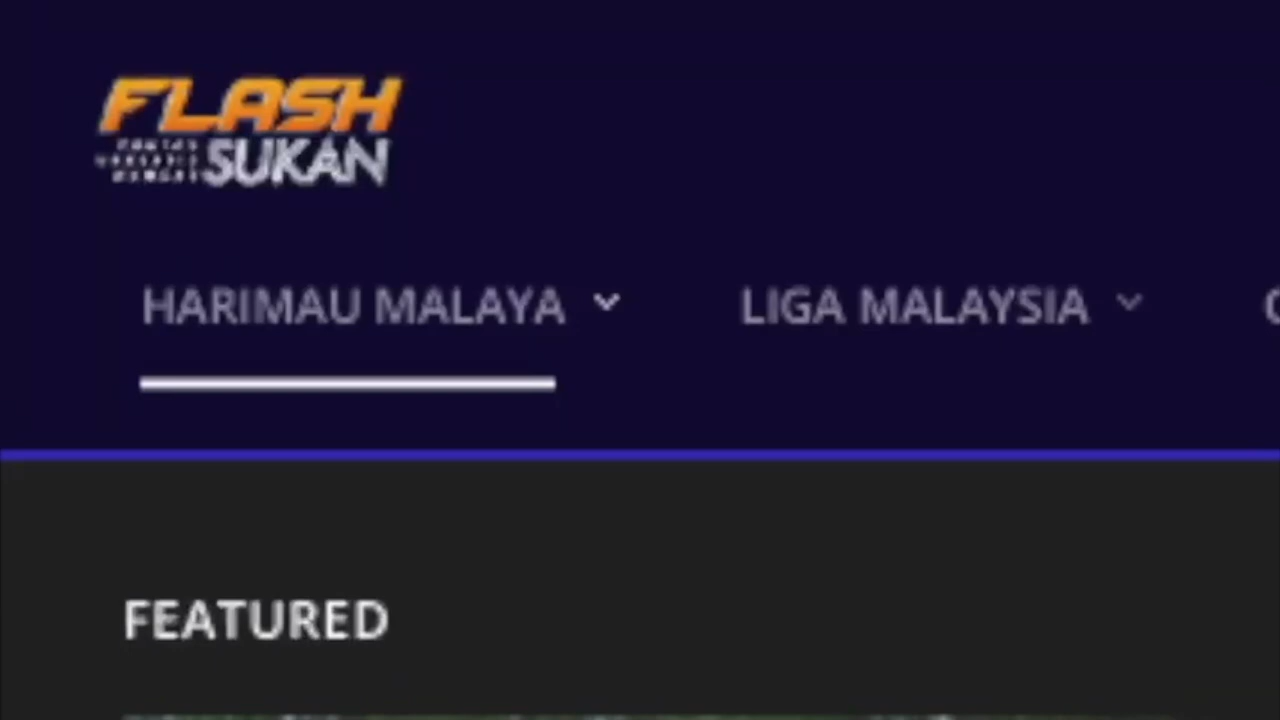 FLASH
SUKAN
HARIMAU MALAYA
LIGA MALAYSIA
FEATURED